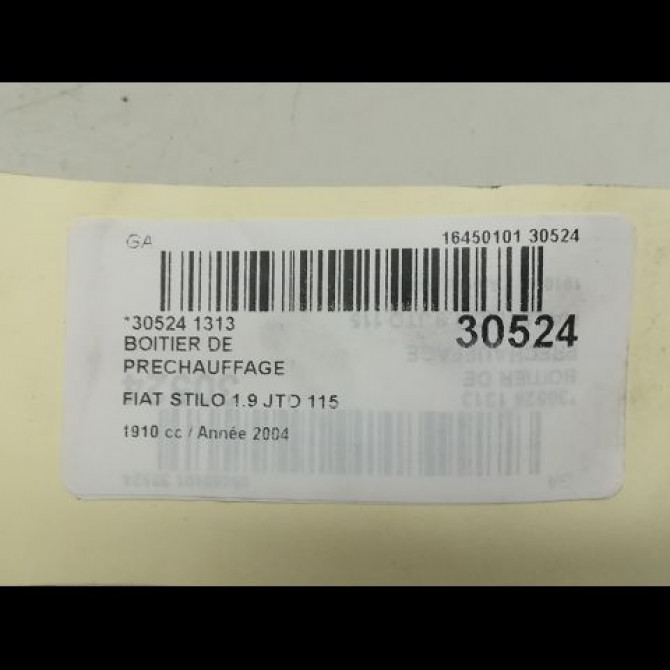 GA
16450101 30524
*30524 1313
30524
BOITIER DE
PRECHAUFFAGE
FIAT STILO 1.9 JTD 115
1910 cc / Année 2004